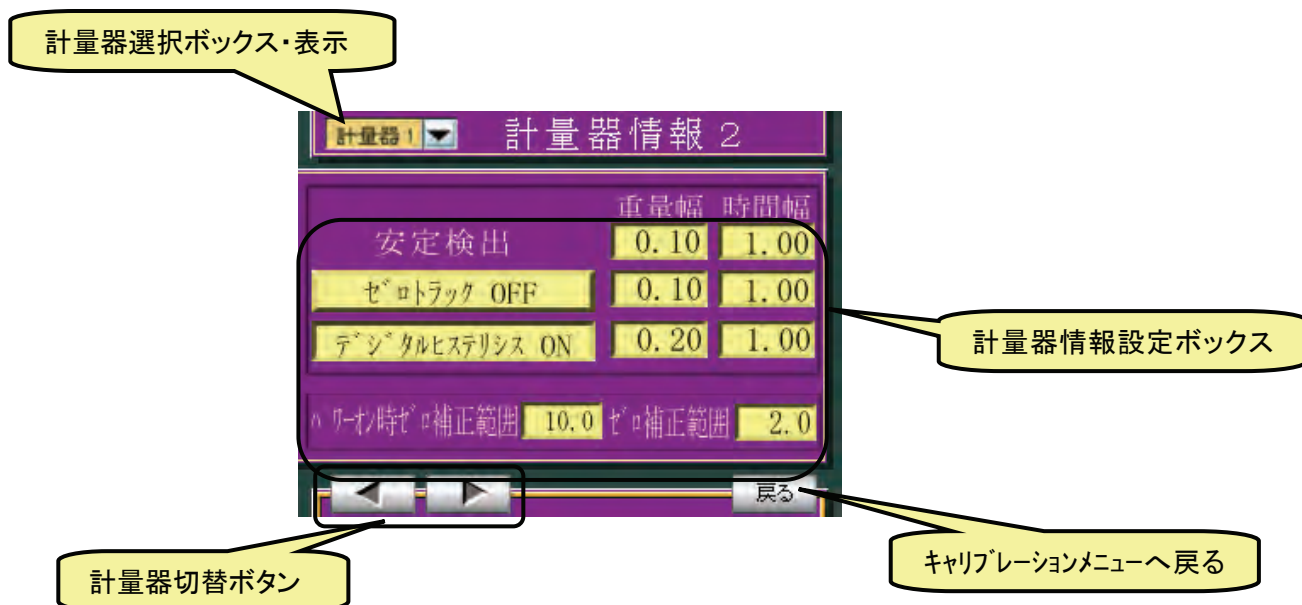 計量器選択ボックス・表示
計量器1
計量器情報 2
重量幅 時間幅
安定検出 0.10 1.00
ｾﾞﾛﾄﾗｯｸ OFF 0.10 1.00
ﾃﾞｼﾞﾀﾙﾋｽﾃﾘｼｽ ON 0.20 1.00
計量器情報設定ボックス
ﾊﾟﾜｰｵﾝ時ｾﾞﾛ補正範囲 10.0 ｾﾞﾛ補正範囲 2.0
戻る
計量器切替ボタン
ｷｬﾘﾌﾞﾚｰｼｮﾝﾒﾆｭｰへ戻る